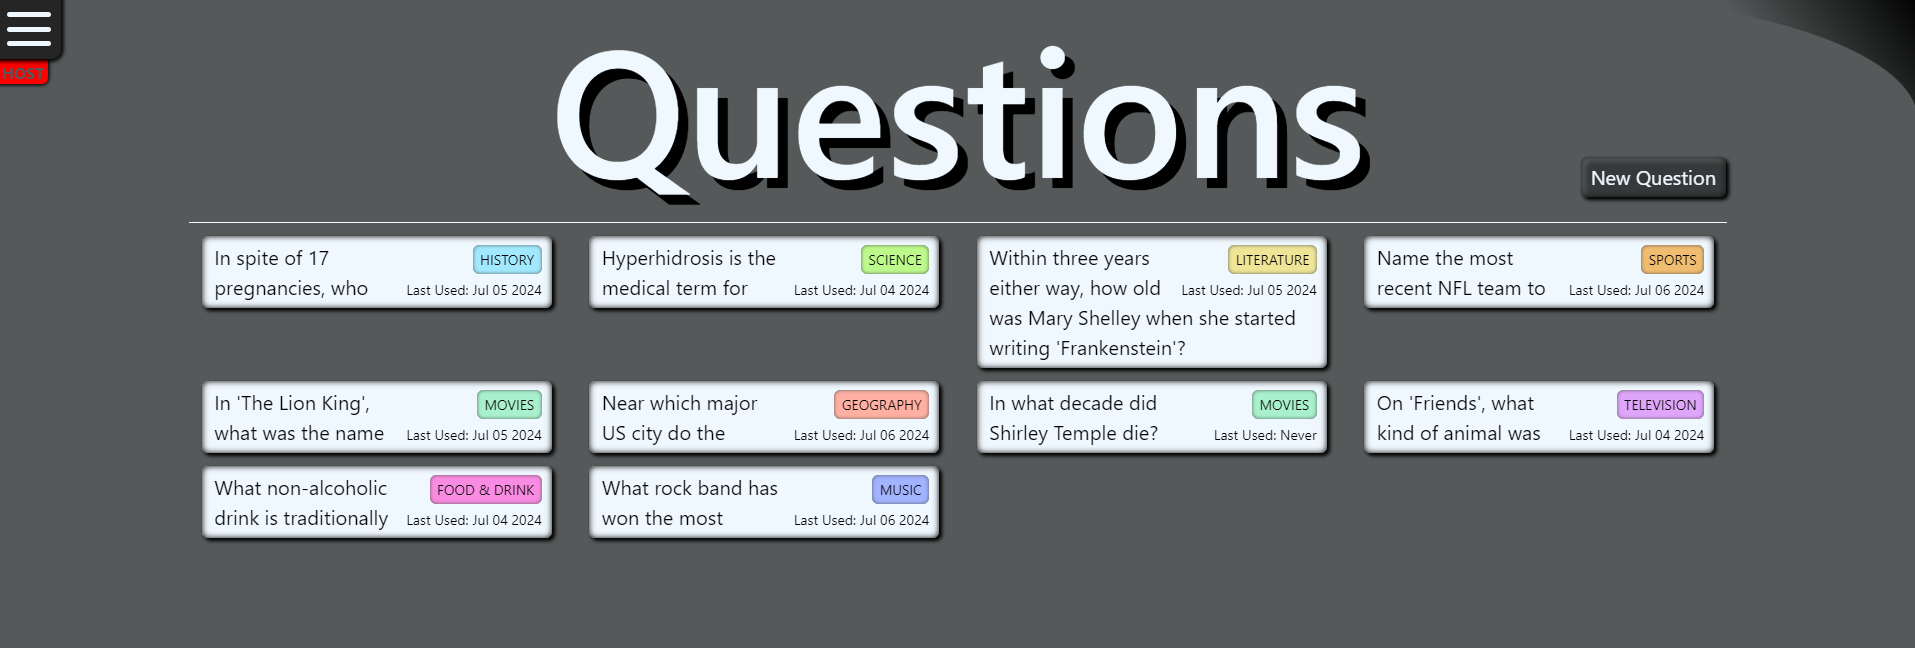 HOST
Questions
New Question
In spite of 17
pregnancies, who
HISTORY
Last Used: Jul 05 2024
Hyperhidrosis is the
medical term for
SCIENCE
Last Used: Jul 04 2024
Within three years
either way, how old
was Mary Shelley when she started
writing 'Frankenstein'?
LITERATURE
Last Used: Jul 05 2024
Name the most
recent NFL team to
SPORTS
Last Used: Jul 06 2024
In 'The Lion King',
what was the name
MOVIES
Last Used: Jul 05 2024
Near which major
US city do the
GEOGRAPHY
Last Used: Jul 06 2024
In what decade did
Shirley Temple die?
MOVIES
Last Used: Never
On 'Friends', what
kind of animal was
TELEVISION
Last Used: Jul 04 2024
What non-alcoholic
drink is traditionally
FOOD & DRINK
Last Used: Jul 04 2024
What rock band has
won the most
MUSIC
Last Used: Jul 06 2024